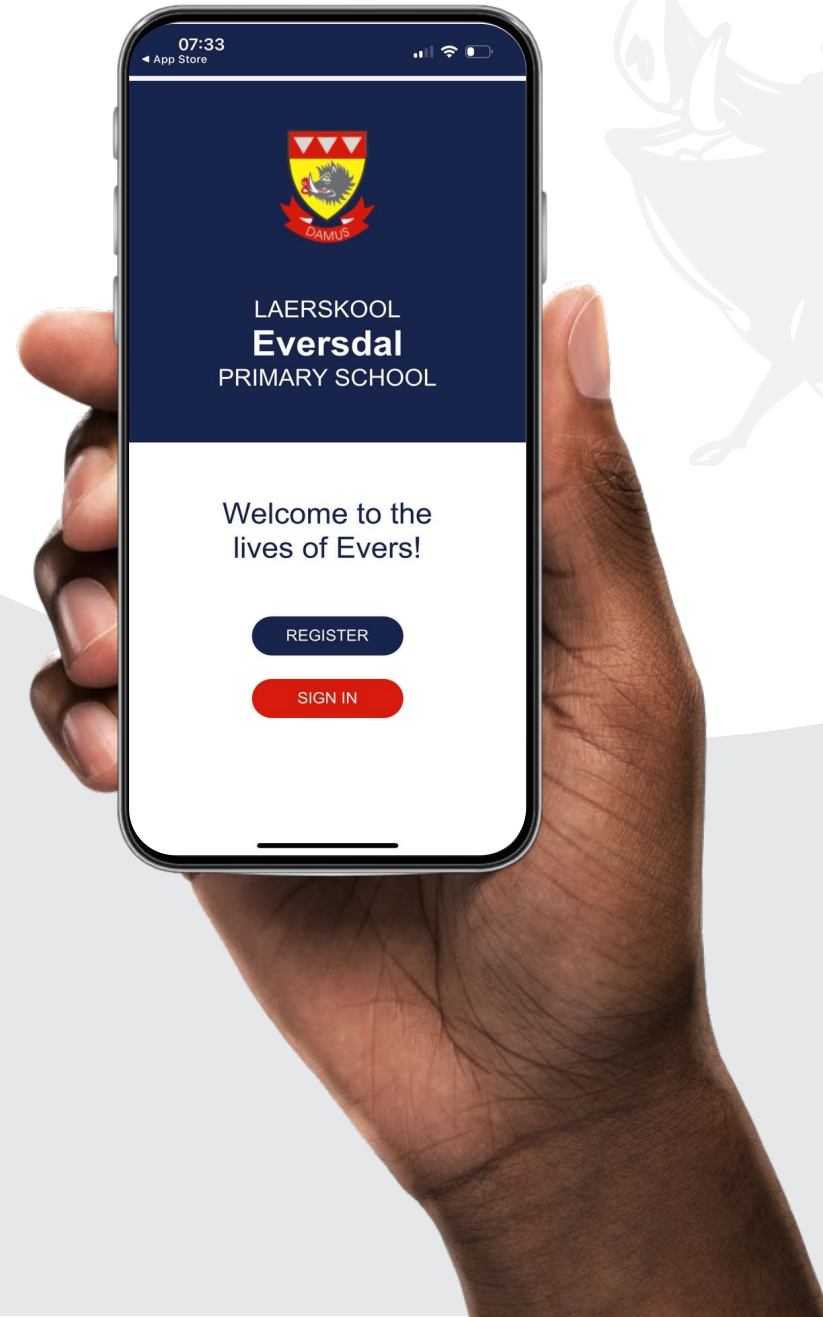 07:33
◀ App Store
DAMUS
LAERSKOOL
Eversdal
PRIMARY SCHOOL
Welcome to the
lives of Evers!
REGISTER
SIGN IN